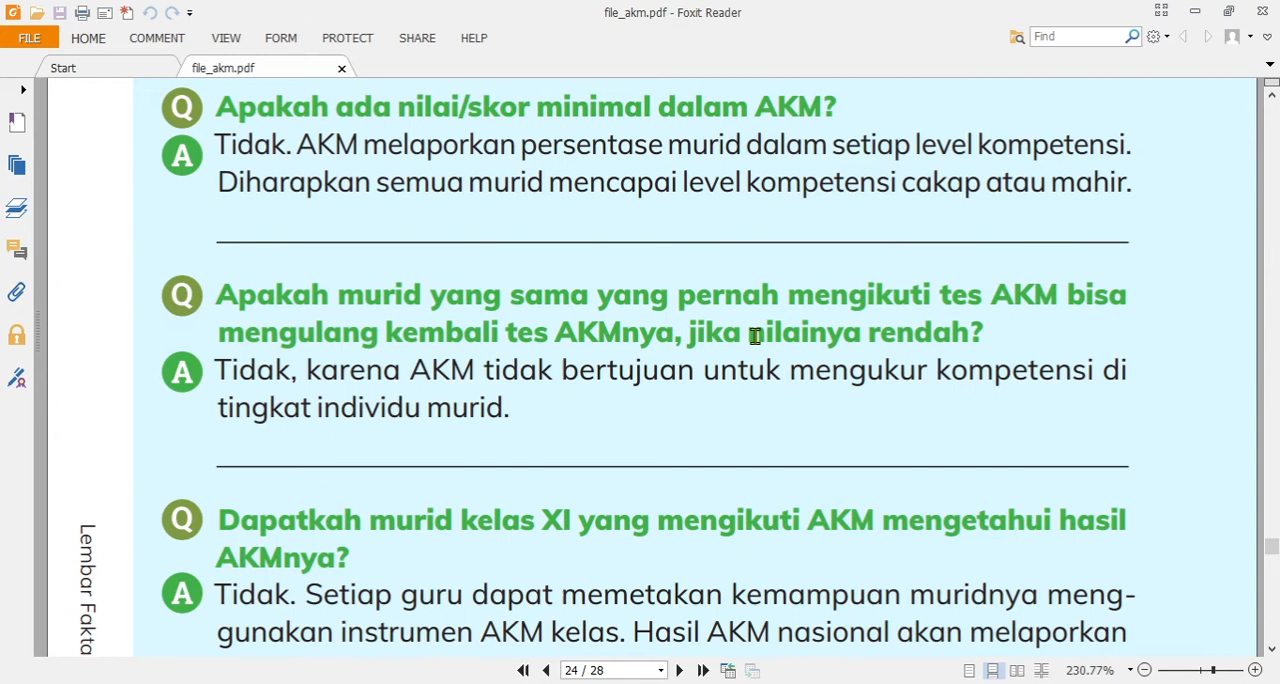 file_akm.pdf - Foxit Reader
FILE HOME COMMENT VIEW FORM PROTECT SHARE HELP
Find
Start file_akm.pdf
Q Apakah ada nilai/skor minimal dalam AKM?
A Tidak. AKM melaporkan persentase murid dalam setiap level kompetensi.
Diharapkan semua murid mencapai level kompetensi cakap atau mahir.
Q Apakah murid yang sama yang pernah mengikuti tes AKM bisa
mengulang kembali tes AKMnya, jika nilainya rendah?
A Tidak, karena AKM tidak bertujuan untuk mengukur kompetensi di
tingkat individu murid.
Q Dapatkah murid kelas XI yang mengikuti AKM mengetahui hasil
AKMnya?
A Tidak. Setiap guru dapat memetakan kemampuan muridnya meng-
gunakan instrumen AKM kelas. Hasil AKM nasional akan melaporkan
Lembar Fakta
24 / 28
230.77%